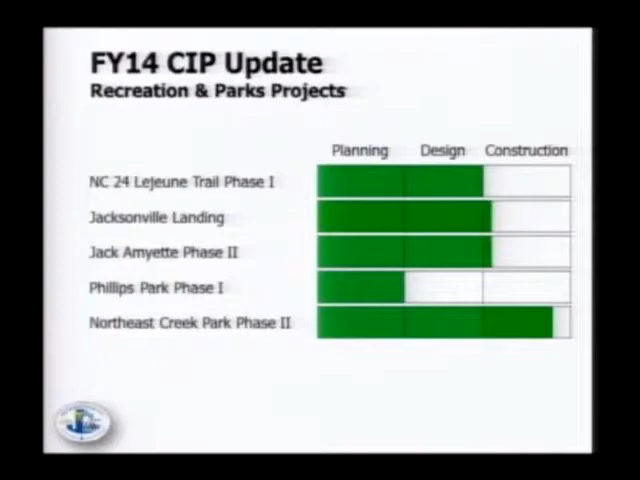 FY14 CIP Update
Recreation & Parks Projects
Planning Design Construction
NC 24 Lejeune Trail Phase I
Jacksonville Landing
Jack Amyette Phase II
Phillips Park Phase I
Northeast Creek Park Phase II